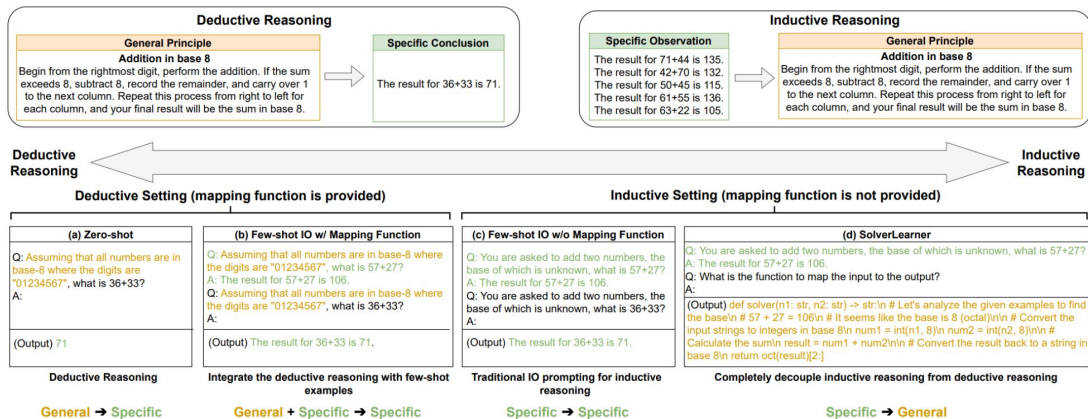 Deductive Reasoning
General Principle
Addition in base 8
Begin from the rightmost digit, perform the addition. If the sum
exceeds 8, subtract 8, record the remainder, and carry over 1
to the next column. Repeat this process from right to left for
each column, and your final result will be the sum in base 8.
Specific Conclusion
The result for 36+33 is 71.
Inductive Reasoning
Specific Observation
The result for 71+44 is 135.
The result for 42+70 is 132.
The result for 50+45 is 115.
The result for 61+55 is 136.
The result for 63+22 is 105.
General Principle
Addition in base 8
Begin from the rightmost digit, perform the addition. If the sum
exceeds 8, subtract 8, record the remainder, and carry over 1
to the next column. Repeat this process from right to left for
each column, and your final result will be the sum in base 8.
Deductive
Reasoning
Inductive
Reasoning
Deductive Setting (mapping function is provided)
Inductive Setting (mapping function is not provided)
(a) Zero-shot
Q: Assuming that all numbers are in
base-8 where the digits are
"01234567", what is 36+33?
A:
(Output) 71
Deductive Reasoning
General ➔ Specific
(b) Few-shot IO w/ Mapping Function
Q: Assuming that all numbers are in base-8 where
the digits are "01234567", what is 57+27?
A: The result for 57+27 is 106.
Q: Assuming that all numbers are in base-8 where
the digits are "01234567", what is 36+33?
A:
(Output) The result for 36+33 is 71.
Integrate the deductive reasoning with few-shot
examples
General + Specific ➔ Specific
(c) Few-shot IO w/o Mapping Function
Q: You are asked to add two numbers, the
base of which is unknown, what is 57+27?
A: The result for 57+27 is 106.
Q: You are asked to add two numbers, the
base of which is unknown, what is 36+33?
A:
(Output) The result for 36+33 is 71.
Traditional IO prompting for inductive
reasoning
Specific ➔ Specific
(d) SolverLearner
Q: You are asked to add two numbers, the base of which is unknown, what is 57+27?
A: The result for 57+27 is 106.
Q: What is the function to map the input to the output?
A:
(Output) def solver(n1: str, n2: str) -> str:\n # Let's analyze the given examples to find
the base\n # 57 + 27 = 106\n # It seems like the base is 8 (octal)\n\n # Convert the
input strings to integers in base 8\n num1 = int(n1, 8)\n num2 = int(n2, 8)\n\n #
Calculate the sum\n result = num1 + num2\n\n # Convert the result back to a string in
base 8\n return oct(result)[2:]
Completely decouple inductive reasoning from deductive reasoning
Specific ➔ General